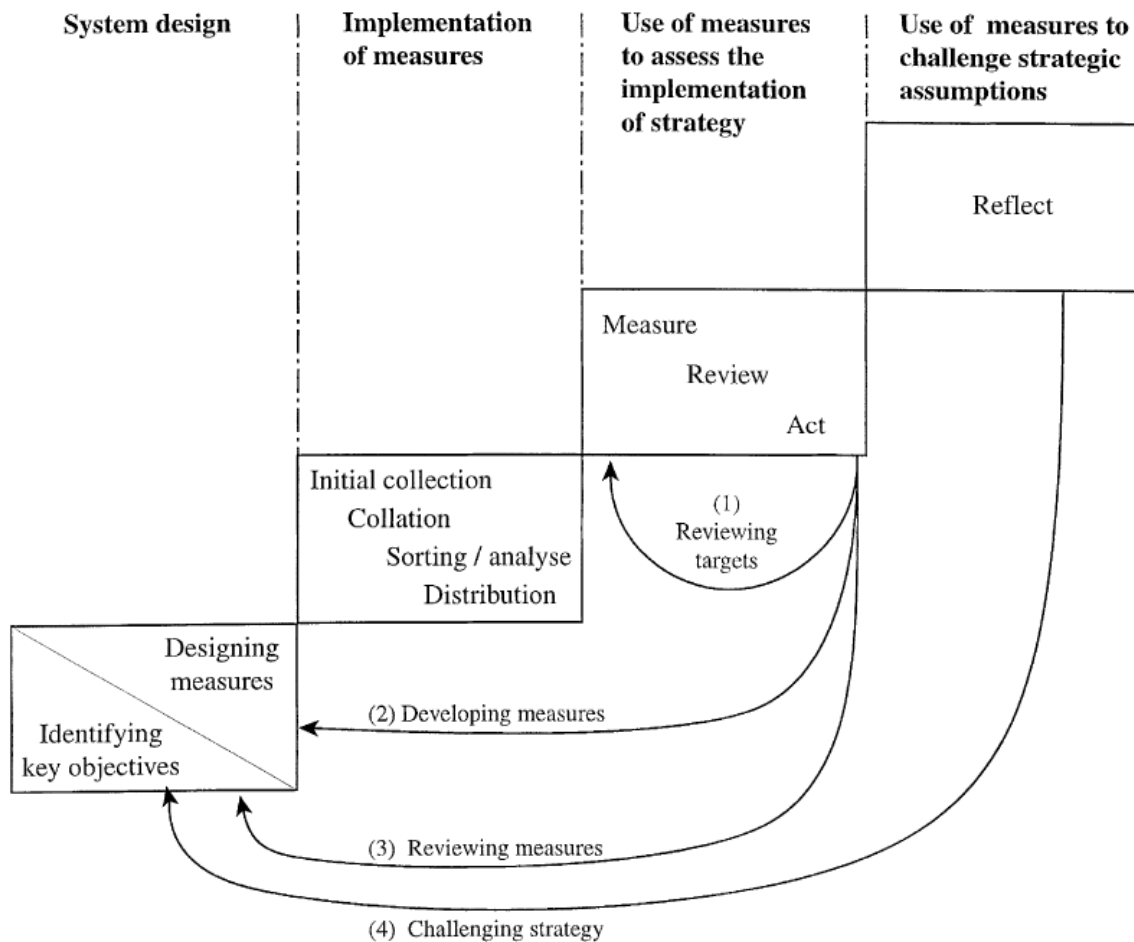 System design
Implementation
of measures
Use of measures
to assess the
implementation
of strategy
Use of measures to
challenge strategic
assumptions
Reflect
Measure
Review
Act
Initial collection
Collation
Sorting / analyse
Distribution
(1)
Reviewing
targets
Designing
measures
Identifying
key objectives
(2) Developing measures
(3) Reviewing measures
(4) Challenging strategy